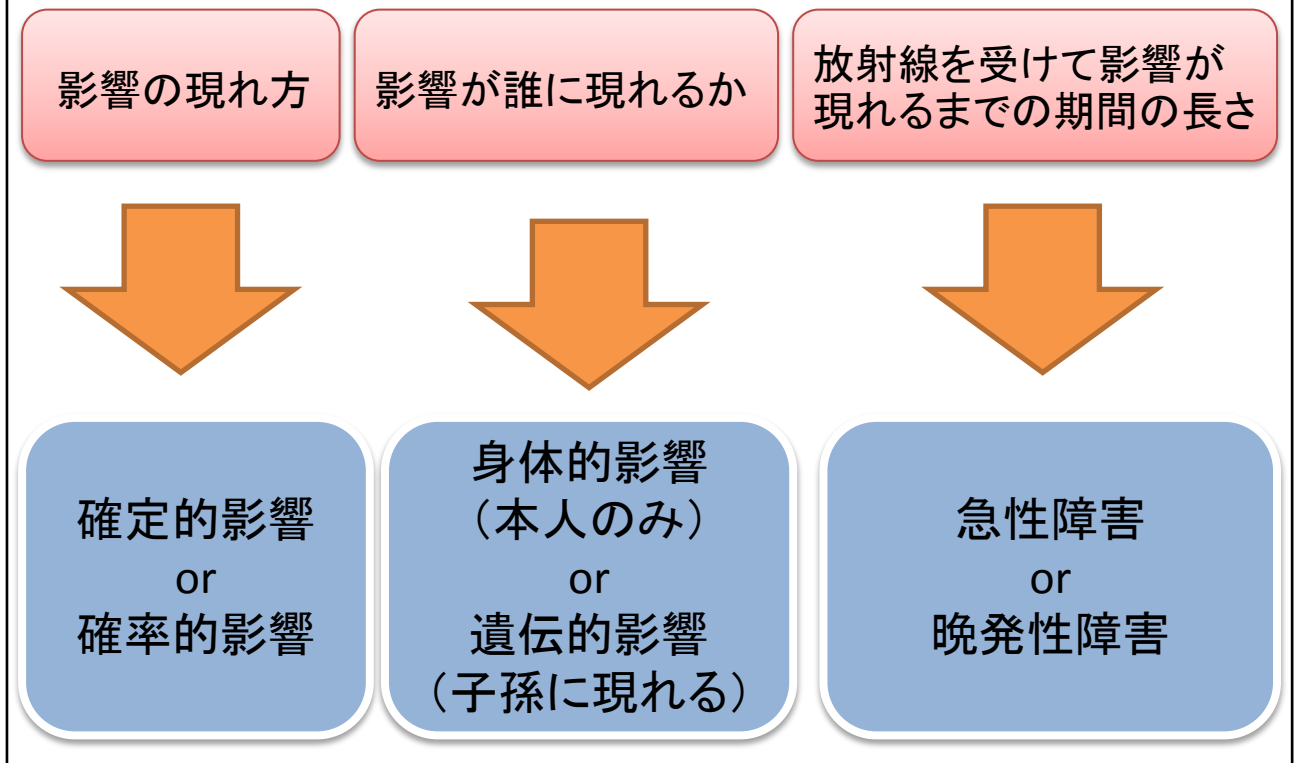 影響の現れ方
影響が誰に現れるか
放射線を受けて影響が
現れるまでの期間の長さ
確定的影響
or
確率的影響
身体的影響
（本人のみ）
or
遺伝的影響
（子孫に現れる）
急性障害
or
晩発性障害